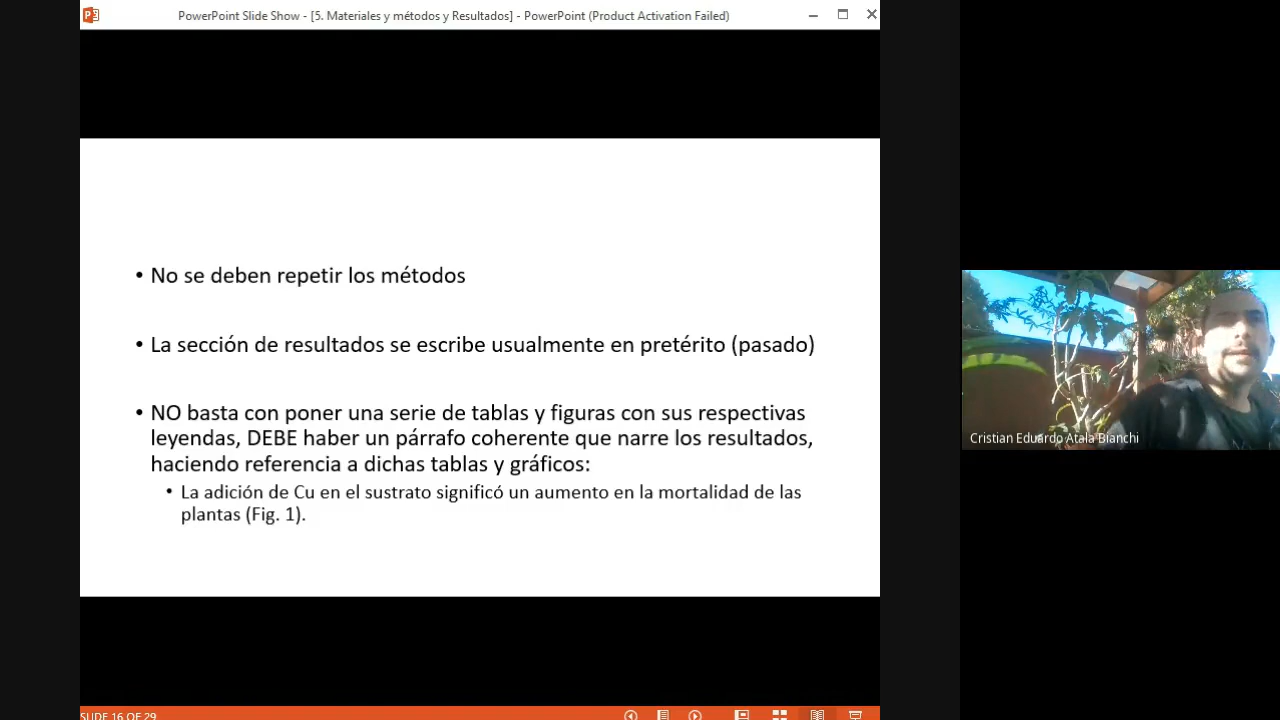 PowerPoint Slide Show - [5. Materiales y métodos y Resultados] - PowerPoint (Product Activation Failed)
• No se deben repetir los métodos
• La sección de resultados se escribe usualmente en pretérito (pasado)
• NO basta con poner una serie de tablas y figuras con sus respectivas
leyendas, DEBE haber un párrafo coherente que narre los resultados,
haciendo referencia a dichas tablas y gráficos:
• La adición de Cu en el sustrato significó un aumento en la mortalidad de las
plantas (Fig. 1).
Cristian Eduardo Atala Bianchi
SLIDE 16 OF 29